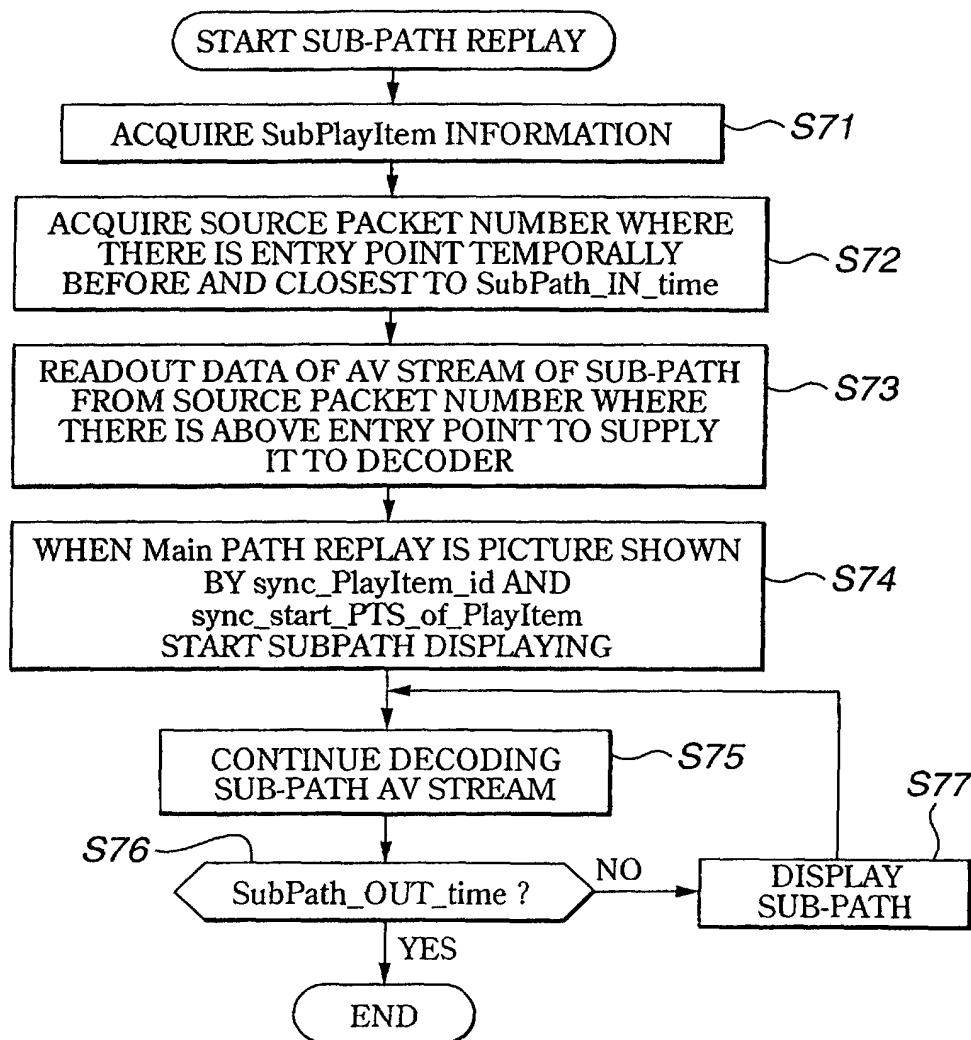 START SUB-PATH REPLAY
ACQUIRE SubPlayItem INFORMATION
S71
ACQUIRE SOURCE PACKET NUMBER WHERE
THERE IS ENTRY POINT TEMPORALLY
BEFORE AND CLOSEST TO SubPath_IN_time
S72
READOUT DATA OF AV STREAM OF SUB-PATH
FROM SOURCE PACKET NUMBER WHERE
THERE IS ABOVE ENTRY POINT TO SUPPLY
IT TO DECODER
S73
WHEN Main PATH REPLAY IS PICTURE SHOWN
BY sync_PlayItem_id AND
sync_start_PTS_of_PlayItem
START SUBPATH DISPLAYING
S74
CONTINUE DECODING
SUB-PATH AV STREAM
S75
S76
SubPath_OUT_time ?
NO
S77
DISPLAY
SUB-PATH
YES
END